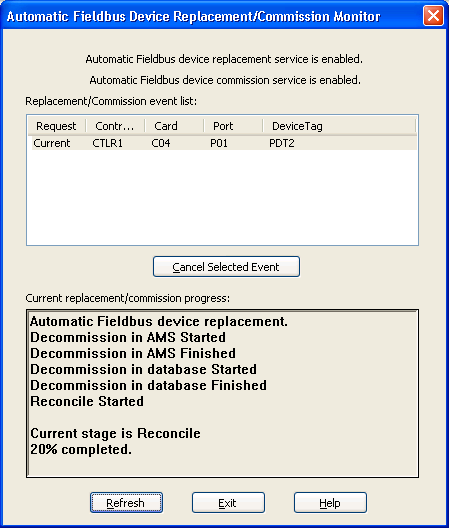 Automatic Fieldbus Device Replacement/Commission Monitor
Automatic Fieldbus device replacement service is enabled.
Automatic Fieldbus device commission service is enabled.
Replacement/Commission event list:
Request Contr... Card Port DeviceTag
Current CTLR1 C04 P01 PDT2
Cancel Selected Event
Current replacement/commission progress:
Automatic Fieldbus device replacement.
Decommission in AMS Started
Decommission in AMS Finished
Decommission in database Started
Decommission in database Finished
Reconcile Started
Current stage is Reconcile
20% completed.
Refresh Exit Help